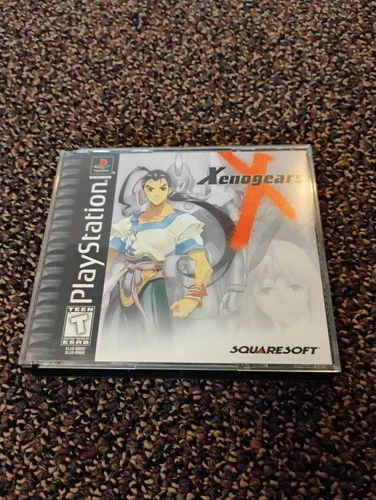 PlayStation
Xenogears
TEEN
T
ESRB
SQUARESOFT